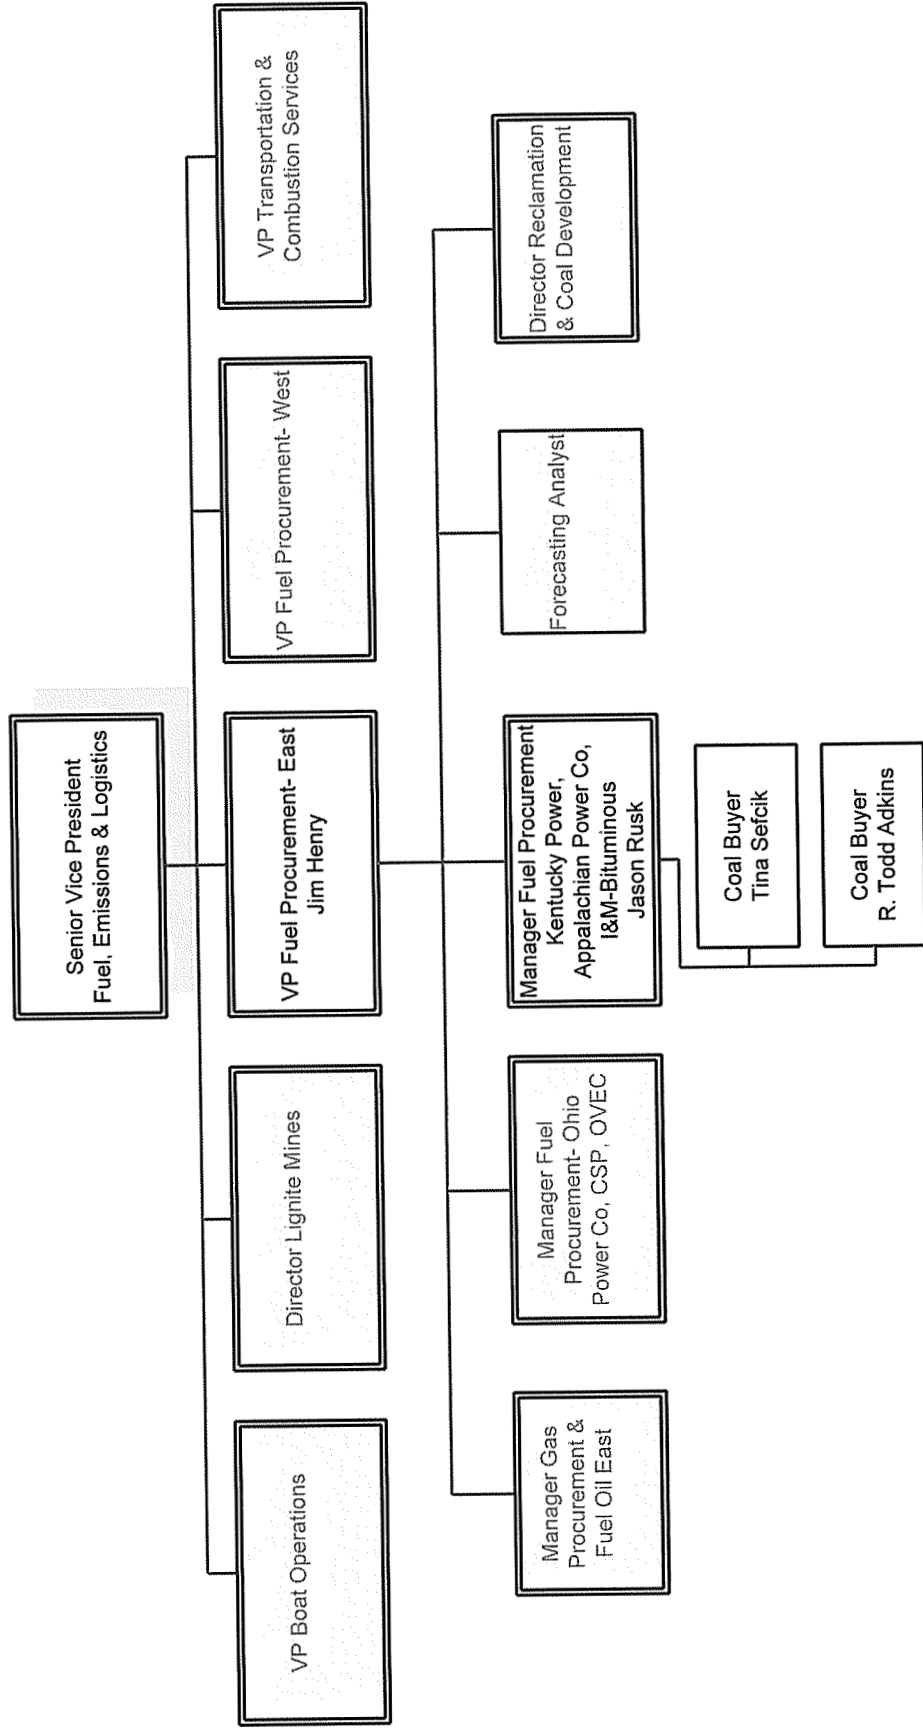 Senior Vice President
Fuel, Emissions & Logistics
VP Boat Operations
Director Lignite Mines
VP Fuel Procurement- East
Jim Henry
VP Fuel Procurement- West
VP Transportation &
Combustion Services
Manager Gas
Procurement &
Fuel Oil East
Manager Fuel
Procurement- Ohio
Power Co, CSP, OVEC
Manager Fuel Procurement
Kentucky Power,
Appalachian Power Co,
I&M-Bituminous
Jason Rusk
Forecasting Analyst
Director Reclamation
& Coal Development
Coal Buyer
Tina Sefcik
Coal Buyer
R. Todd Adkins